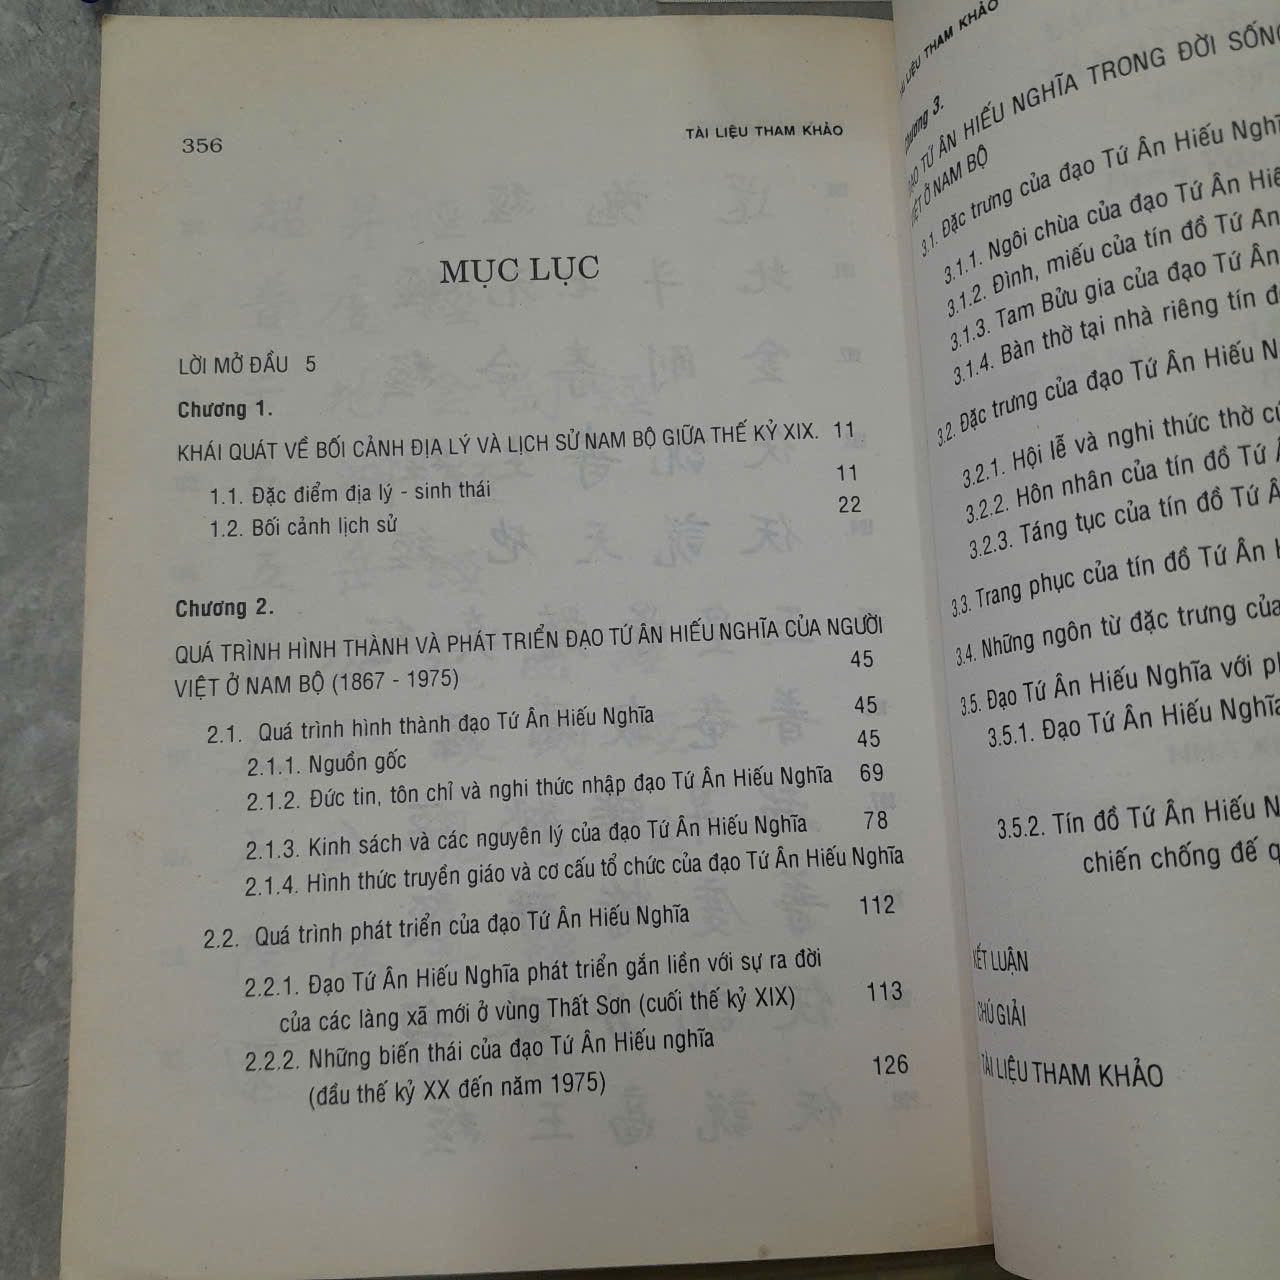 356
TÀI LIỆU THAM KHẢO
MỤC LỤC
LỜI MỞ ĐẦU 5
Chương 1.
KHÁI QUÁT VỀ BỐI CẢNH ĐỊA LÝ VÀ LỊCH SỬ NAM BỘ GIỮA THẾ KỶ XIX. 11
1.1. Đặc điểm địa lý - sinh thái 11
1.2. Bối cảnh lịch sử 22
Chương 2.
QUÁ TRÌNH HÌNH THÀNH VÀ PHÁT TRIỂN ĐẠO TỨ ÂN HIẾU NGHĨA CỦA NGƯỜI
VIỆT Ở NAM BỘ (1867 - 1975) 45
2.1. Quá trình hình thành đạo Tứ Ân Hiếu Nghĩa 45
2.1.1. Nguồn gốc 45
2.1.2. Đức tin, tôn chỉ và nghi thức nhập đạo Tứ Ân Hiếu Nghĩa 69
2.1.3. Kinh sách và các nguyên lý của đạo Tứ Ân Hiếu Nghĩa 78
2.1.4. Hình thức truyền giáo và cơ cấu tổ chức của đạo Tứ Ân Hiếu Nghĩa
2.2. Quá trình phát triển của đạo Tứ Ân Hiếu Nghĩa 112
2.2.1. Đạo Tứ Ân Hiếu Nghĩa phát triển gắn liền với sự ra đời
của các làng xã mới ở vùng Thất Sơn (cuối thế kỷ XIX) 113
2.2.2. Những biến thái của đạo Tứ Ân Hiếu nghĩa
(đầu thế kỷ XX đến năm 1975) 126
LIỆU THAM KHẢO
3.
TỨ ÂN HIẾU NGHĨA TRONG ĐỜI SỐNG
VIỆT Ở NAM BỘ
3.1. Đặc trưng của đạo Tứ Ân Hiếu
3.1.1. Ngôi chùa của đạo Tứ Ân
3.1.2. Đình, miếu của tín đồ Tứ Ân
3.1.3. Tam Bửu gia của đạo Tứ Ân
3.1.4. Bàn thờ tại nhà riêng tín
3.2. Đặc trưng của đạo Tứ Ân Hiếu
3.2.1. Hội lễ và nghi thức thờ
3.2.2. Hôn nhân của tín đồ Tứ
3.2.3. Táng tục của tín đồ Tứ
3.3. Trang phục của tín đồ Tứ Ân
3.4. Những ngôn từ đặc trưng của
3.5. Đạo Tứ Ân Hiếu Nghĩa với
3.5.1. Đạo Tứ Ân Hiếu Nghĩa
3.5.2. Tín đồ Tứ Ân Hiếu
chiến chống đế
KẾT LUẬN
CHÚ GIẢI
TÀI LIỆU THAM KHẢO